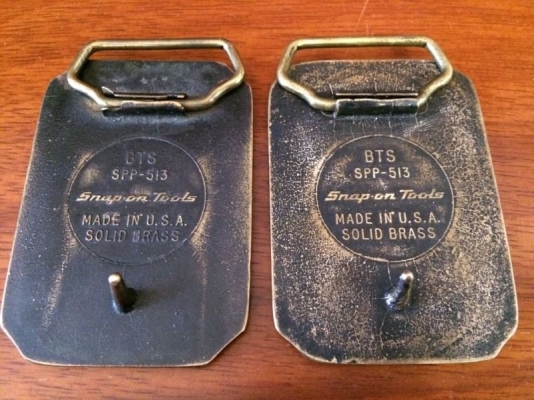 BTS
SPP-513
Snap-on Tools
MADE IN U.S.A.
SOLID BRASS
BTS
SPP-513
Snap-on Tools
MADE IN U.S.A.
SOLID BRASS